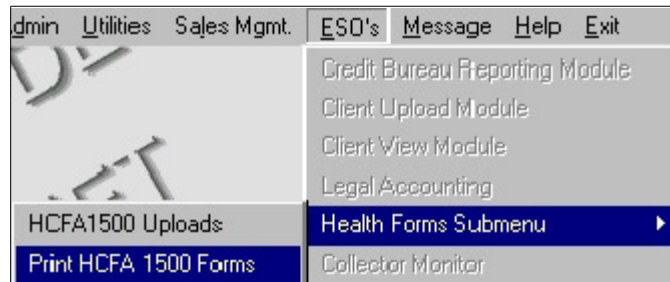 dmin Utilities Sales Mgmt. ESO's Message Help Exit
Credit Bureau Reporting Module
Client Upload Module
Client View Module
Legal Accounting
HCFA1500 Uploads
Health Forms Submenu
Print HCFA 1500 Forms
Collector Monitor